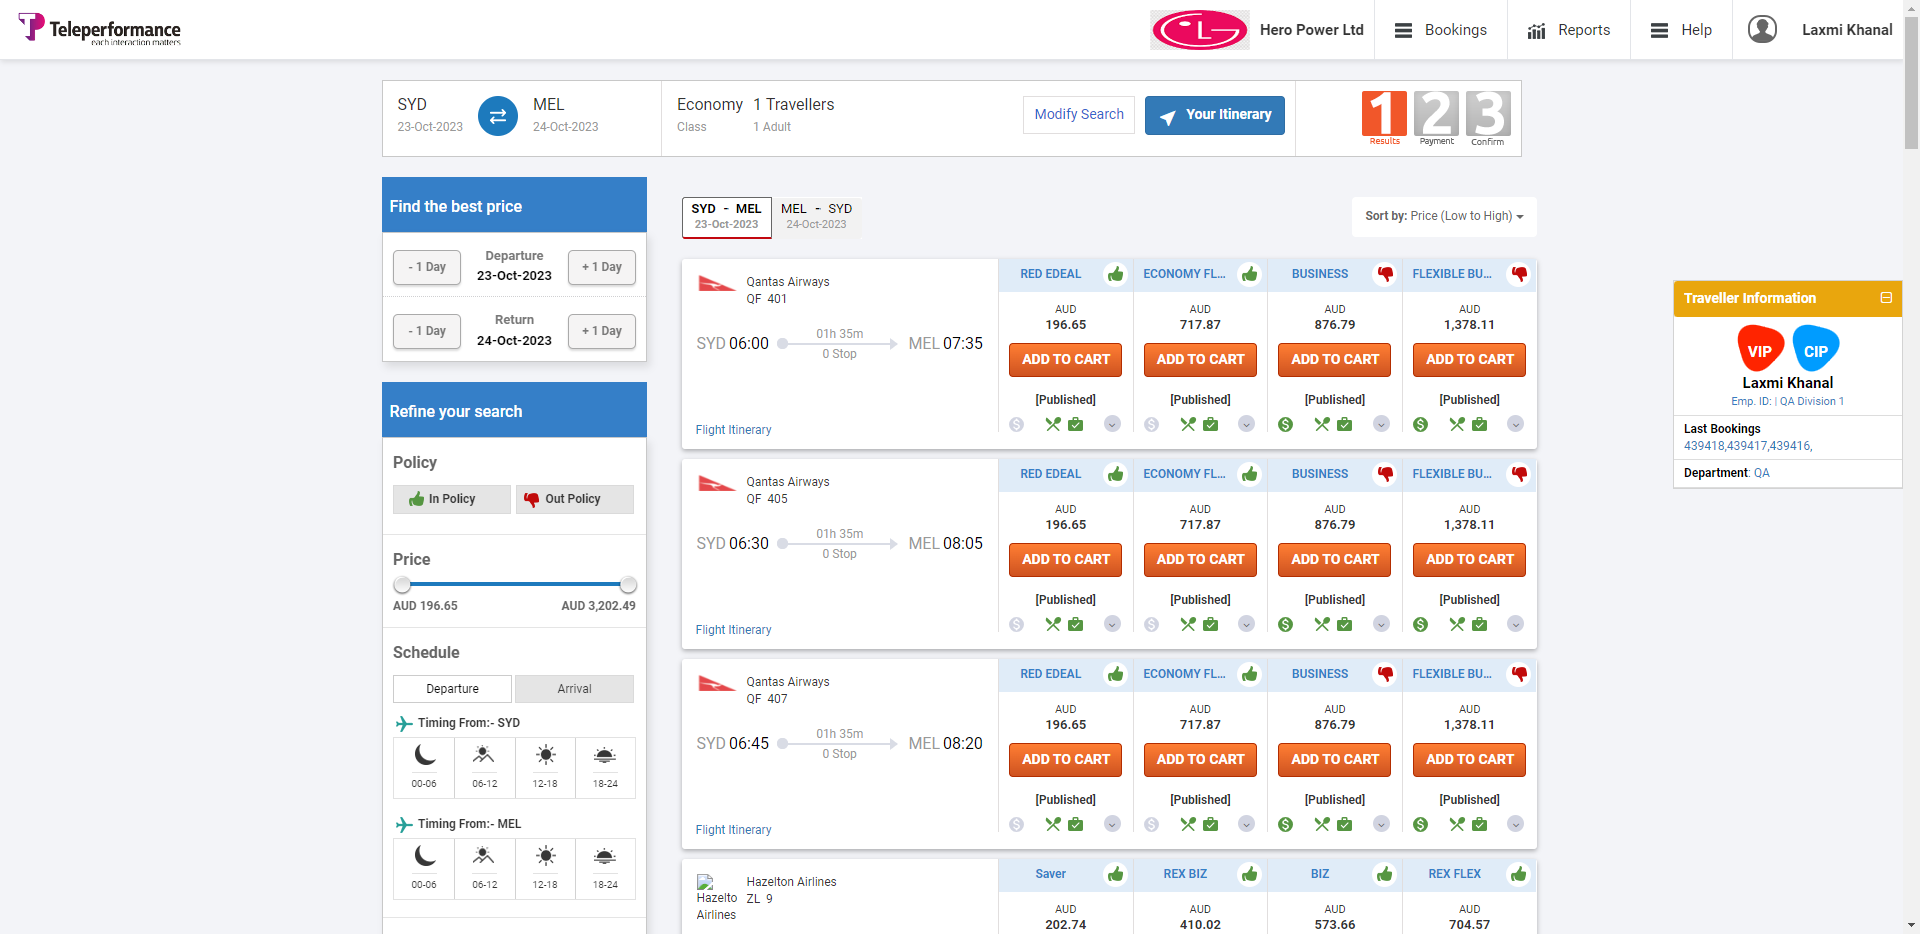 Teleperformance
each interaction matters
Hero Power Ltd
Bookings
Reports
Help
Laxmi Khanal
SYD
23-Oct-2023
MEL
24-Oct-2023
Economy
Class
1 Travellers
1 Adult
Modify Search
Your Itinerary
1
Results
2
Payment
3
Confirm
Find the best price
- 1 Day
Departure
23-Oct-2023
+ 1 Day
- 1 Day
Return
24-Oct-2023
+ 1 Day
Refine your search
Policy
In Policy
Out Policy
Price
AUD 196.65
AUD 3,202.49
Schedule
Departure
Arrival
Timing From:- SYD
00-06
06-12
12-18
18-24
Timing From:- MEL
00-06
06-12
12-18
18-24
SYD - MEL
23-Oct-2023
MEL - SYD
24-Oct-2023
Sort by: Price (Low to High)
Qantas Airways
QF 401
SYD 06:00
01h 35m
0 Stop
MEL 07:35
Flight Itinerary
RED EDEAL
AUD
196.65
ADD TO CART
[Published]
ECONOMY FL...
AUD
717.87
ADD TO CART
[Published]
BUSINESS
AUD
876.79
ADD TO CART
[Published]
FLEXIBLE BU...
AUD
1,378.11
ADD TO CART
[Published]
Qantas Airways
QF 405
SYD 06:30
01h 35m
0 Stop
MEL 08:05
Flight Itinerary
RED EDEAL
AUD
196.65
ADD TO CART
[Published]
ECONOMY FL...
AUD
717.87
ADD TO CART
[Published]
BUSINESS
AUD
876.79
ADD TO CART
[Published]
FLEXIBLE BU...
AUD
1,378.11
ADD TO CART
[Published]
Qantas Airways
QF 407
SYD 06:45
01h 35m
0 Stop
MEL 08:20
Flight Itinerary
RED EDEAL
AUD
196.65
ADD TO CART
[Published]
ECONOMY FL...
AUD
717.87
ADD TO CART
[Published]
BUSINESS
AUD
876.79
ADD TO CART
[Published]
FLEXIBLE BU...
AUD
1,378.11
ADD TO CART
[Published]
Hazelto
Airlines
Hazelton Airlines
ZL 9
Saver
AUD
202.74
REX BIZ
AUD
410.02
BIZ
AUD
573.66
REX FLEX
AUD
704.57
Traveller Information
VIP
CIP
Laxmi Khanal
Emp. ID: | QA Division 1
Last Bookings
439418,439417,439416,
Department: QA